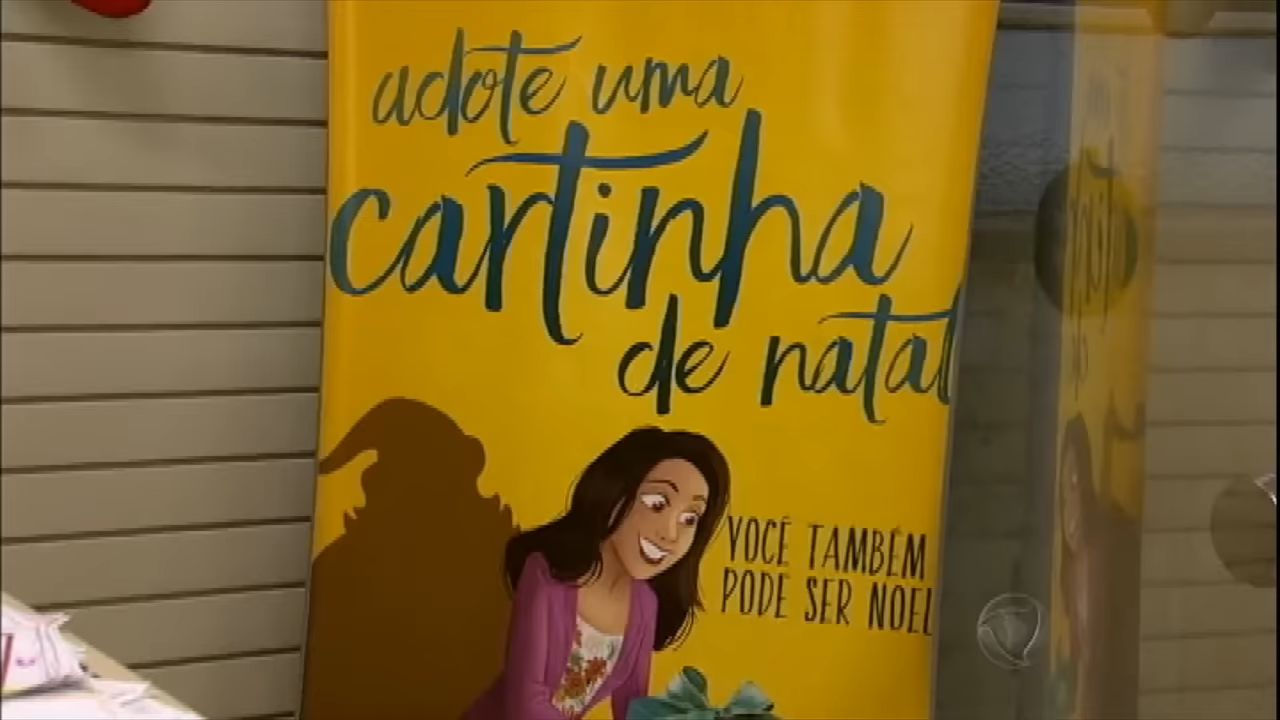 adote uma
cartinha
de natal
VOCÊ TAMBÉM
PODE SER NOEL